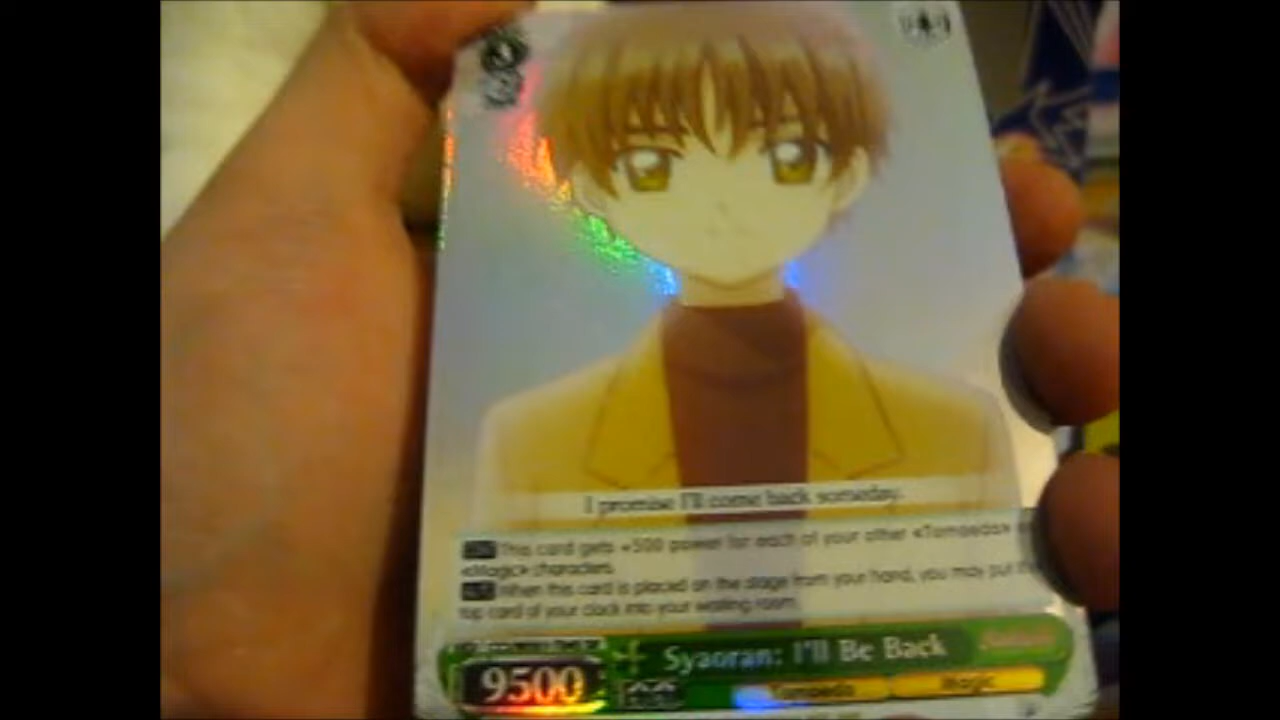 I promise I'll come back someday.
This card gets +500 power for each of your other «Tomoeda»
«Magic» characters.
When this card is placed on the stage from your hand, you may put
top card of your clock into your waiting room.
Syaoran: I'll Be Back
9500
Tomoeda Magic